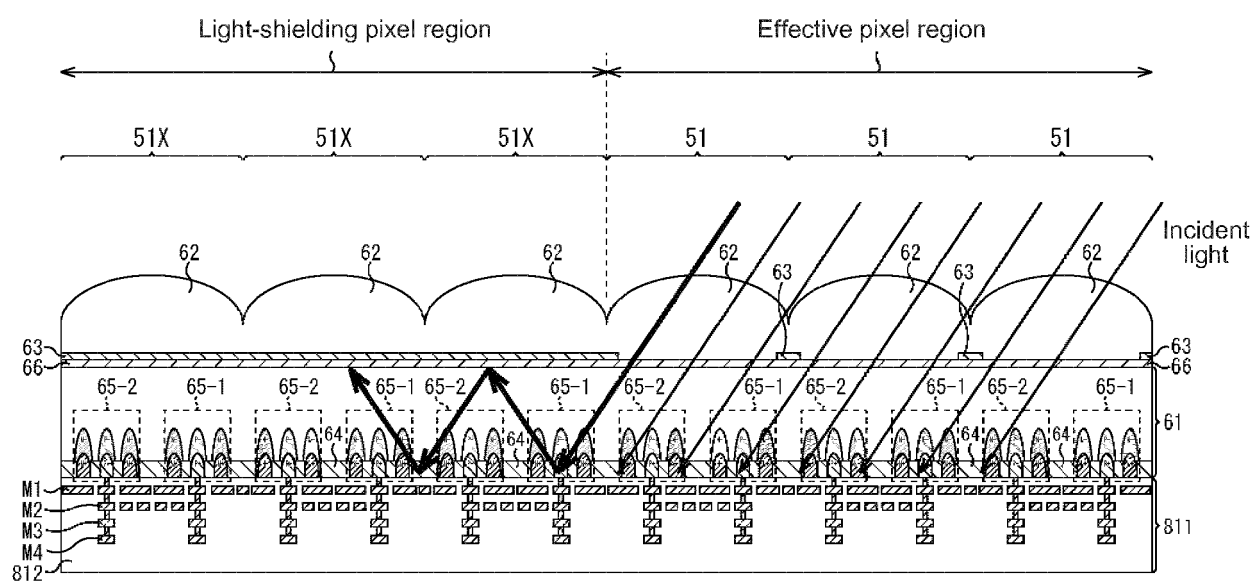 Light-shielding pixel region Effective pixel region
51X 51X 51X 51 51 51
Incident
light
62 62 62 62 63 62 63
63 63
66 66
65-2 65-1 65-2 65-1 65-2 65-1 65-2 65-1 65-2 65-1 65-2 65-1
61
64 64 64 64
M1
M2
M3 811
M4
812